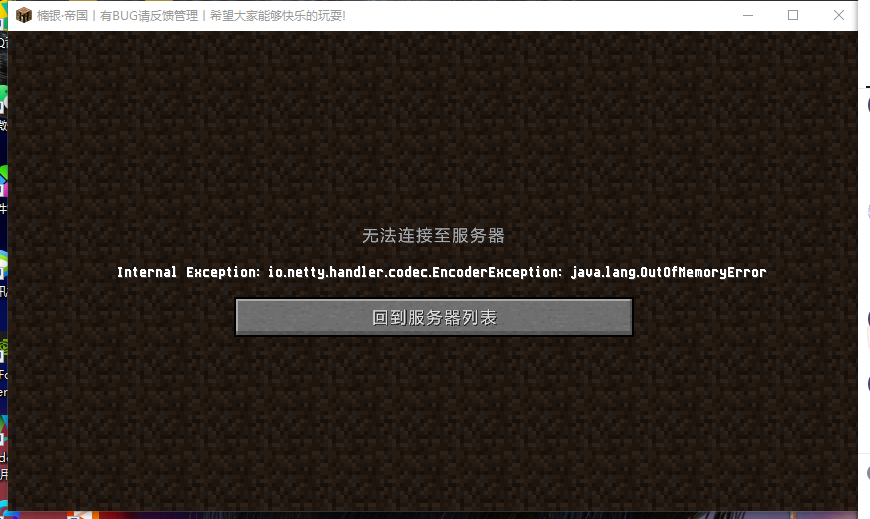 楠银·帝国丨有BUG请反馈管理丨希望大家能够快乐的玩耍!
无法连接至服务器
Internal Exception: io.netty.handler.codec.EncoderException: java.lang.OutOfMemoryError
回到服务器列表